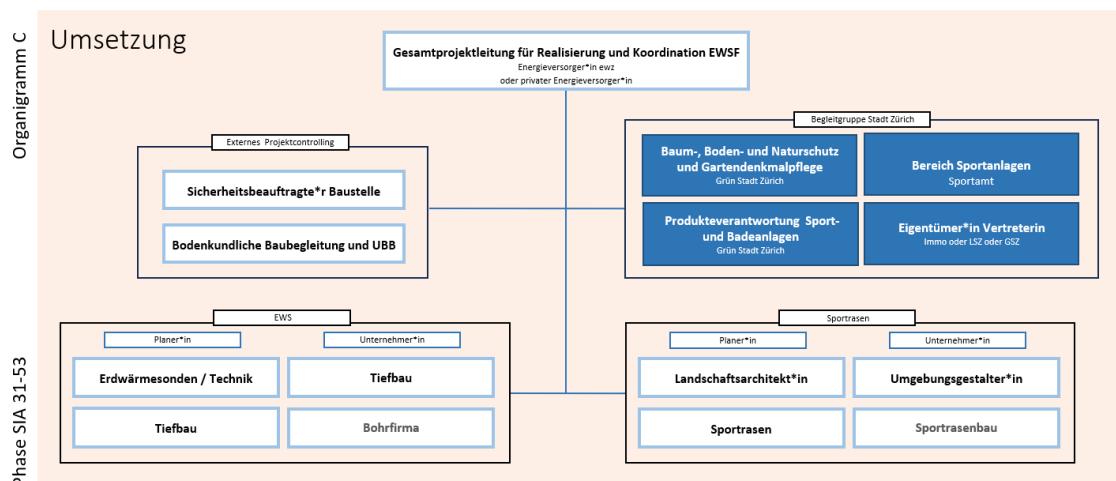 Organigramm C
Phase SIA 31-53
Umsetzung
Gesamtprojektleitung für Realisierung und Koordination EWSF
Energieversorger*in ewz
oder privater Energieversorger*in
Externes Projektcontrolling
Sicherheitsbeauftragte*r Baustelle
Bodenkundliche Baubegleitung und UBB
Begleitgruppe Stadt Zürich
Baum-, Boden- und Naturschutz
und Gartendenkmalpflege
Grün Stadt Zürich
Bereich Sportanlagen
Sportamt
Produkteverantwortung Sport-
und Badeanlagen
Grün Stadt Zürich
Eigentümer*in Vertreterin
Immo oder LSZ oder GSZ
EWS
Planer*in
Unternehmer*in
Erdwärmesonden / Technik
Tiefbau
Tiefbau
Bohrfirma
Sportrasen
Planer*in
Unternehmer*in
Landschaftsarchitekt*in
Umgebungsgestalter*in
Sportrasen
Sportrasenbau